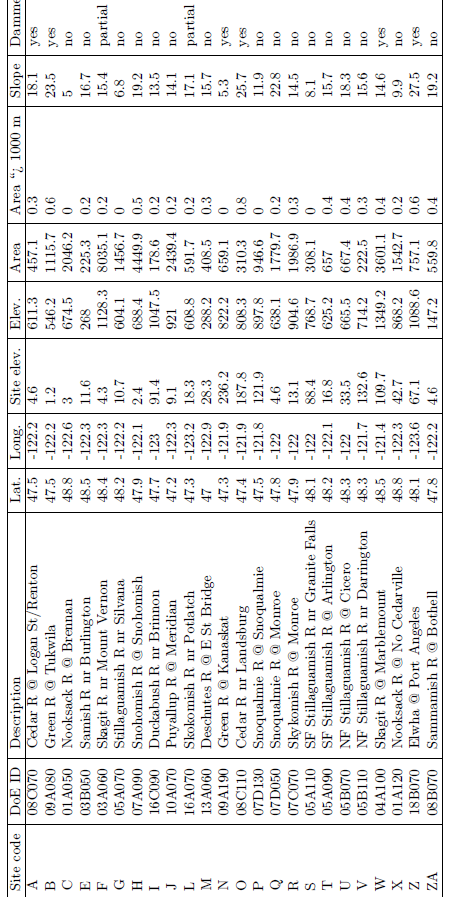 Site code DoE ID Description Lat. Long. Site elev. Elev. Area Area “¿ 1000 m Slope Damme
A 08C070 Cedar R @ Logan St/Renton 47.5 -122.2 4.6 611.3 457.1 0.3 18.1 yes
B 09A080 Green R @ Tukwila 47.5 -122.2 1.2 546.2 1115.7 0.6 23.5 yes
C 01A050 Nooksack R @ Brennan 48.8 -122.6 3 674.5 2046.2 0 5 no
E 03B050 Samish R nr Burlington 48.5 -122.3 11.6 268 225.3 0.2 16.7 no
F 03A060 Skagit R nr Mount Vernon 48.4 -122.3 4.3 1128.3 8035.1 0.2 15.4 partial
G 05A070 Stillaguamish R nr Silvana 48.2 -122.2 10.7 604.1 1456.7 0 6.8 no
H 07A090 Snohomish R @ Snohomish 47.9 -122.1 2.4 688.4 4449.9 0.5 19.2 no
I 16C090 Duckabush R nr Brinnon 47.7 -123 91.4 1047.5 178.6 0.2 13.5 no
J 10A070 Puyallup R @ Meridian 47.2 -122.3 9.1 921 2439.4 0.2 14.1 no
L 16A070 Skokomish R nr Potlatch 47.3 -123.2 18.3 608.8 591.7 0.2 17.1 partial
M 13A060 Deschutes R @ E St Bridge 47 -122.9 28.3 288.2 408.5 0.3 15.7 no
N 09A190 Green R @ Kanaskat 47.3 -121.9 236.2 822.2 659.1 0 5.3 yes
O 08C110 Cedar R nr Landsburg 47.4 -121.9 187.8 808.3 310.3 0.8 25.7 yes
P 07D130 Snoqualmie R @ Snoqualmie 47.5 -121.8 121.9 897.8 946.6 0 11.9 no
Q 07D050 Snoqualmie R @ Monroe 47.8 -122 4.6 638.1 1779.7 0.2 22.8 no
R 07C070 Skykomish R @ Monroe 47.9 -122 13.1 904.6 1986.9 0.3 14.5 no
S 05A110 SF Stillaguamish R nr Granite Falls 48.1 -122 88.4 768.7 308.1 0 8.1 no
T 05A090 SF Stillaguamish R @ Arlington 48.2 -122.1 16.8 625.2 657 0.4 15.7 no
U 05B070 NF Stillaguamish R @ Cicero 48.3 -122 33.5 665.5 667.4 0.4 18.3 no
V 05B110 NF Stillaguamish R nr Darrington 48.3 -121.7 132.6 714.2 222.5 0.3 15.6 no
W 04A100 Skagit R @ Marblemount 48.5 -121.4 109.7 1349.2 3601.1 0.4 14.6 yes
X 01A120 Nooksack R @ No Cedarville 48.8 -122.3 42.7 868.2 1542.7 0.2 9.9 no
Z 18B070 Elwha @ Port Angeles 48.1 -123.6 67.1 1088.6 757.1 0.6 27.5 yes
ZA 08B070 Sammamish R @ Bothell 47.8 -122.2 4.6 147.2 559.8 0.4 19.2 no